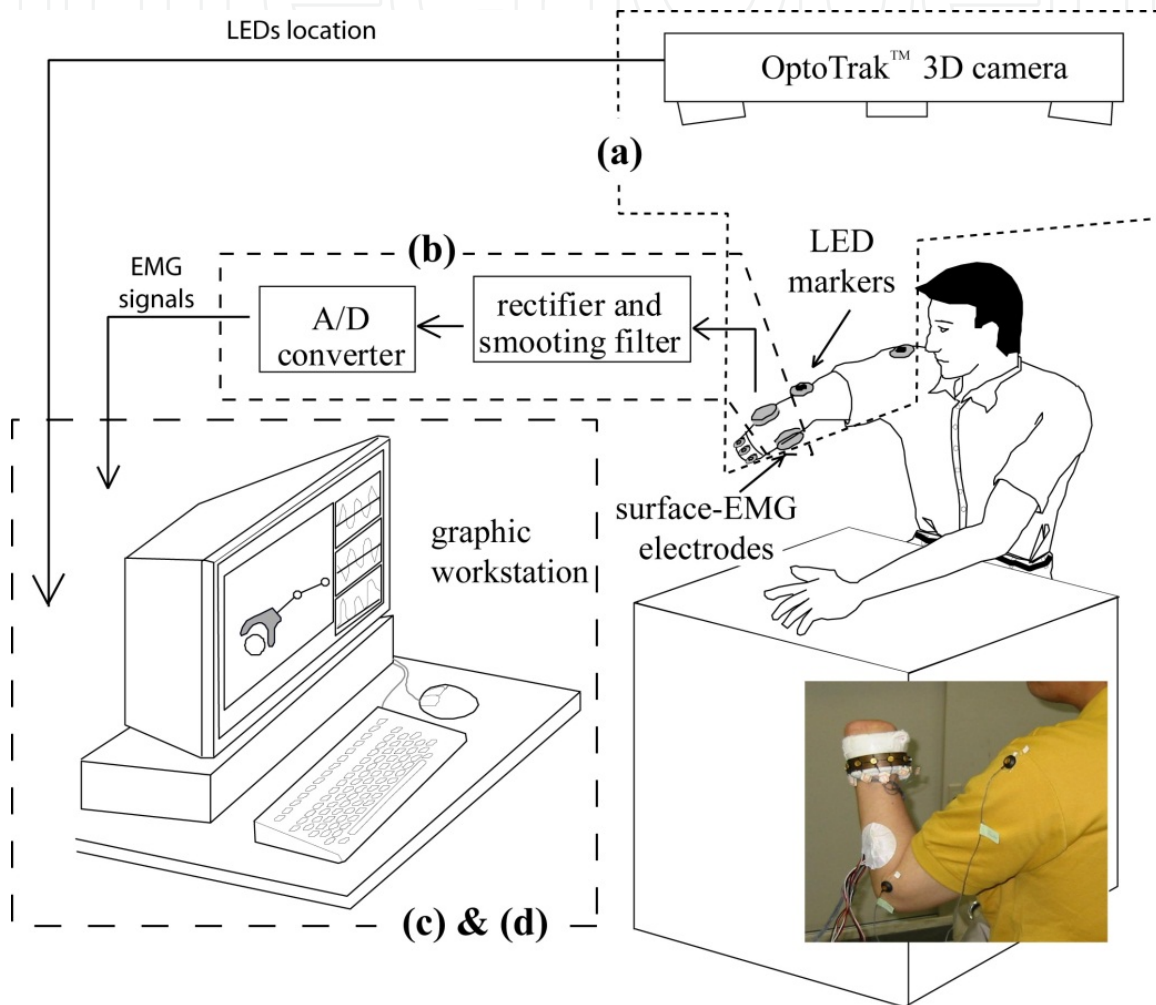 LEDs location
OptoTrak™ 3D camera
(a)
(b)
LED
markers
EMG
signals
A/D
converter
rectifier and
smooting filter
surface-EMG
electrodes
graphic
workstation
(c) & (d)